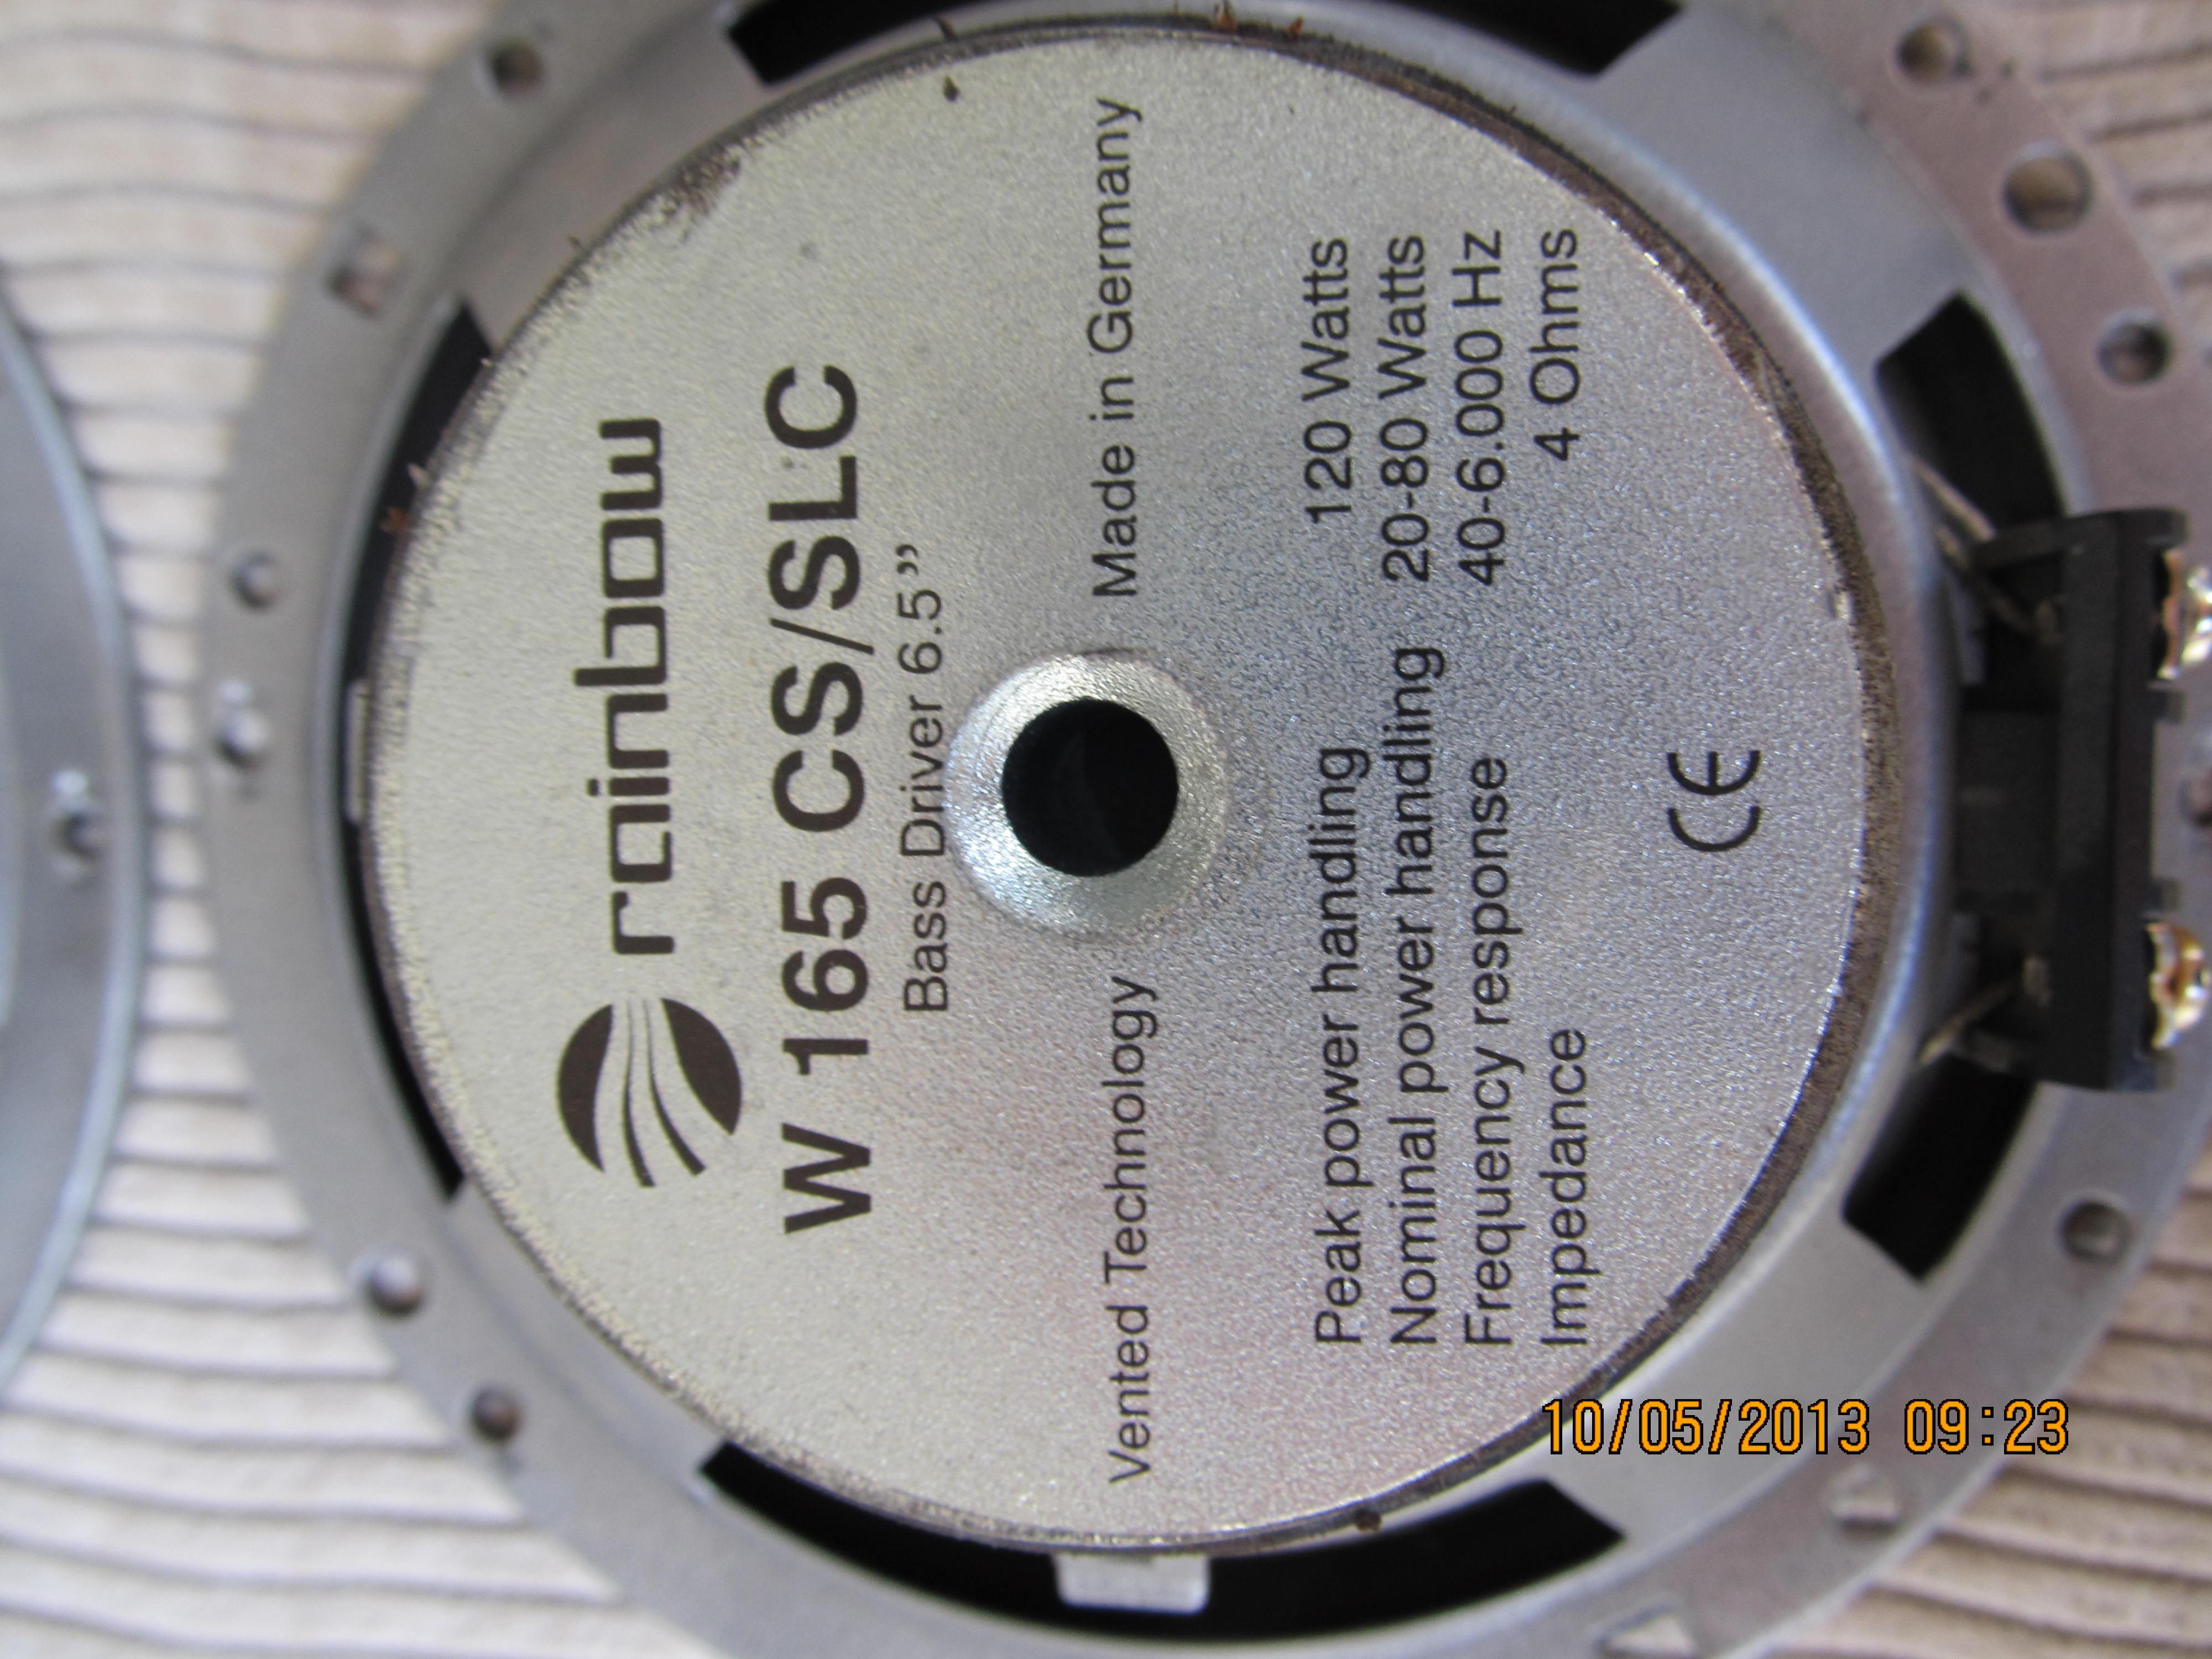 rainbow
W 165 CS/SLC
Bass Driver 6.5”
Vented Technology Made in Germany
Peak power handling 120 Watts
Nominal power handling 20-80 Watts
Frequency response 40-6.000 Hz
Impedance 4 Ohms
CE
10/05/2013 09:23